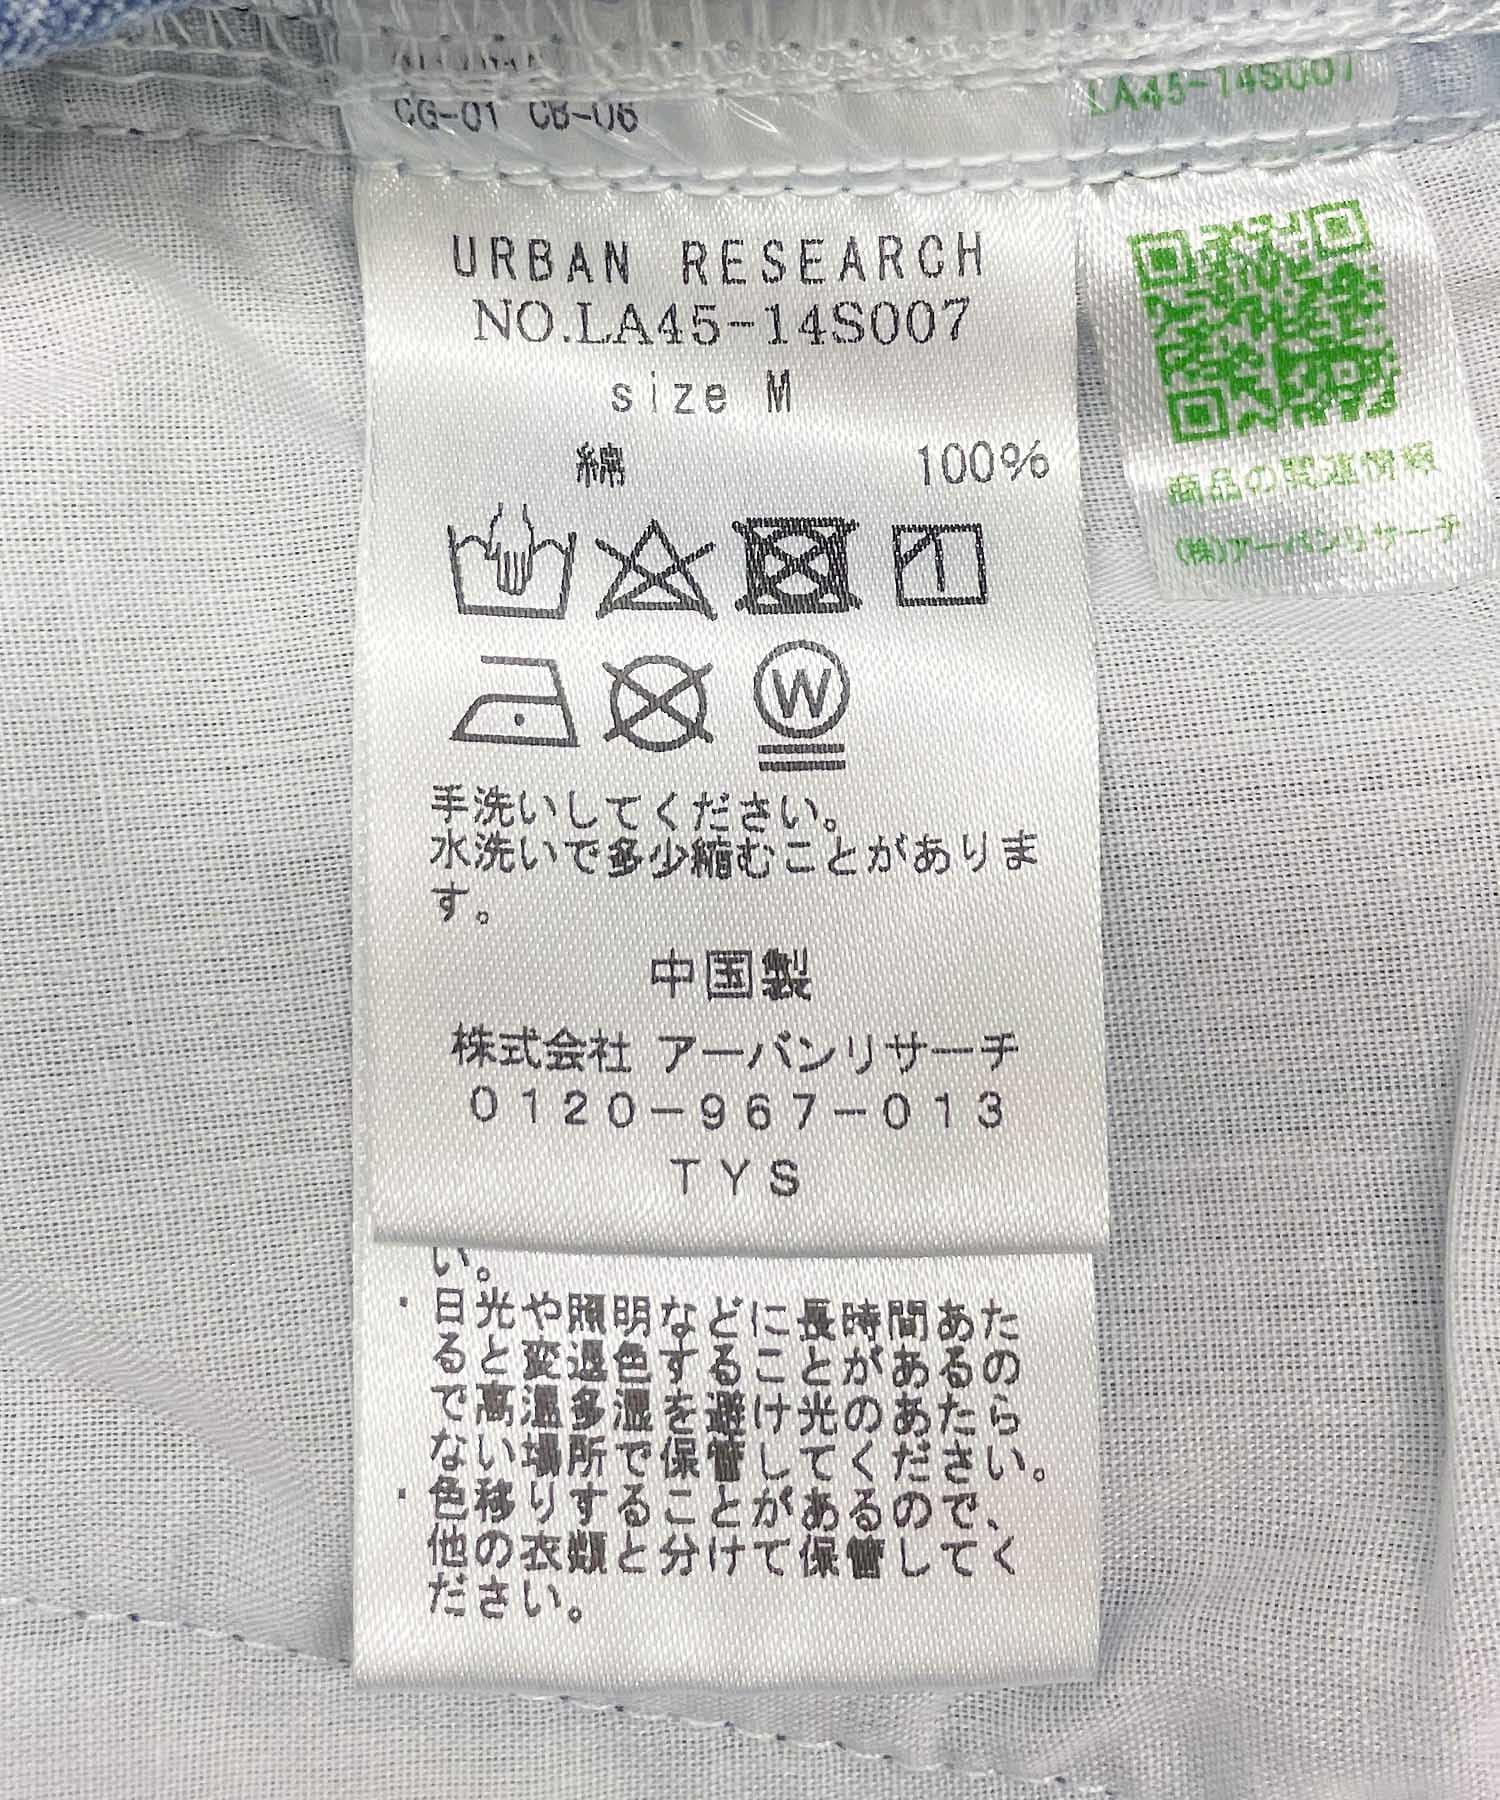 CG-01 CB-06
LA45-14S007
URBAN RESEARCH
NO.LA45-14S007
size M
綿 100%
W
手洗いしてください。
水洗いで多少縮むことがありま
す。
中国製
株式会社 アーバンリサーチ
0120-967-013
TYS
い。
・日光や照明などに長時間あた
ると変退色することがあるの
で高温多湿を避け光のあたら
ない場所で保管してください。
・色移りすることがあるので、
他の衣類と分けて保管してく
ださい。
商品の関連情報
(株)アーバンリサーチ